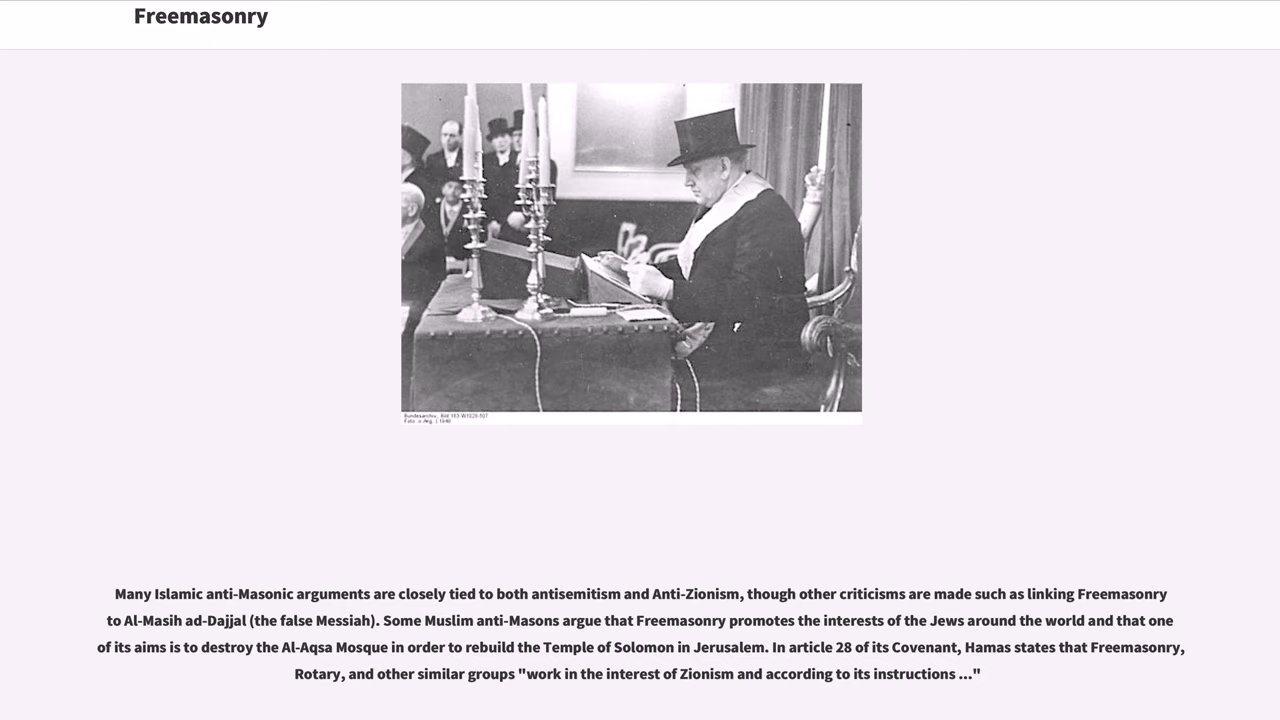 Freemasonry
Many Islamic anti-Masonic arguments are closely tied to both antisemitism and Anti-Zionism, though other criticisms are made such as linking Freemasonry
to Al-Masih ad-Dajjal (the false Messiah). Some Muslim anti-Masons argue that Freemasonry promotes the interests of the Jews around the world and that one
of its aims is to destroy the Al-Aqsa Mosque in order to rebuild the Temple of Solomon in Jerusalem. In article 28 of its Covenant, Hamas states that Freemasonry,
Rotary, and other similar groups "work in the interest of Zionism and according to its instructions ..."